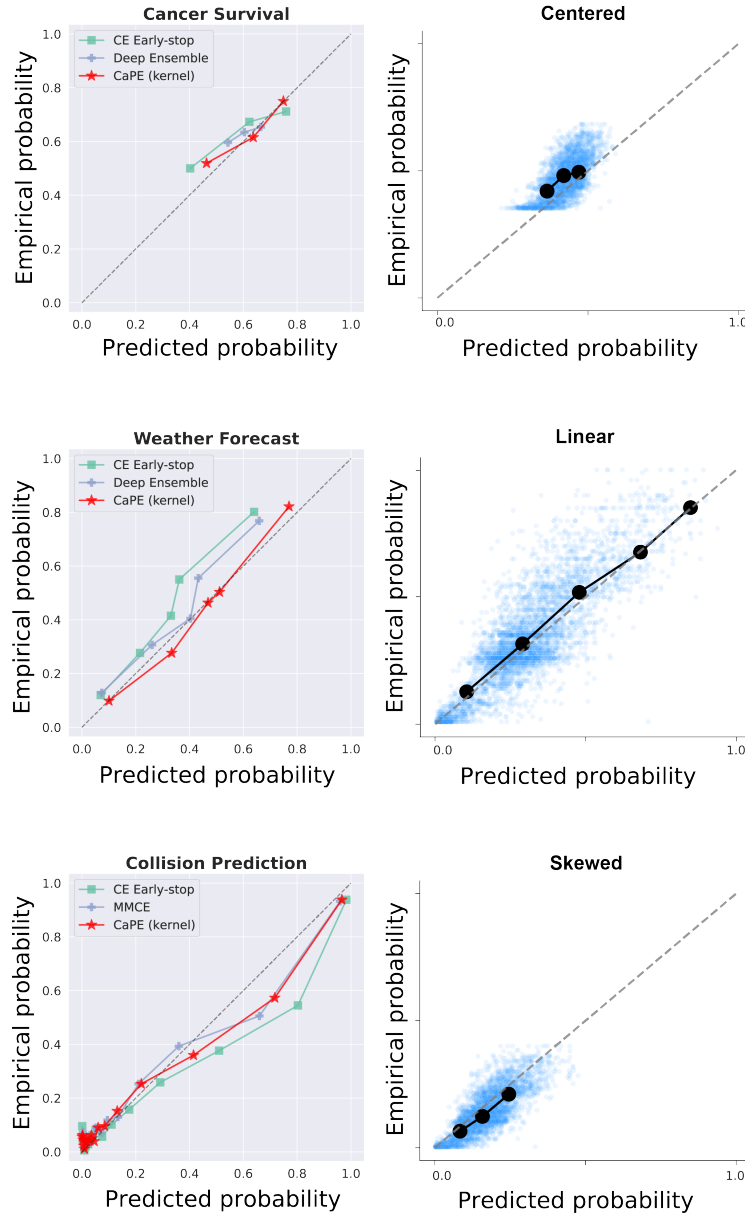 Cancer Survival
CE Early-stop
Deep Ensemble
CaPE (kernel)
Empirical probability
1.0
0.8
0.6
0.4
0.2
0.0
0.0 0.2 0.4 0.6 0.8 1.0
Predicted probability
Centered
Empirical probability
0.0 1.0
Predicted probability
Weather Forecast
CE Early-stop
Deep Ensemble
CaPE (kernel)
Empirical probability
1.0
0.8
0.6
0.4
0.2
0.0
0.0 0.2 0.4 0.6 0.8 1.0
Predicted probability
Linear
Empirical probability
0.0 1.0
Predicted probability
Collision Prediction
CE Early-stop
MMCE
CaPE (kernel)
Empirical probability
1.0
0.8
0.6
0.4
0.2
0.0
0.0 0.2 0.4 0.6 0.8 1.0
Predicted probability
Skewed
Empirical probability
0.0 1.0
Predicted probability